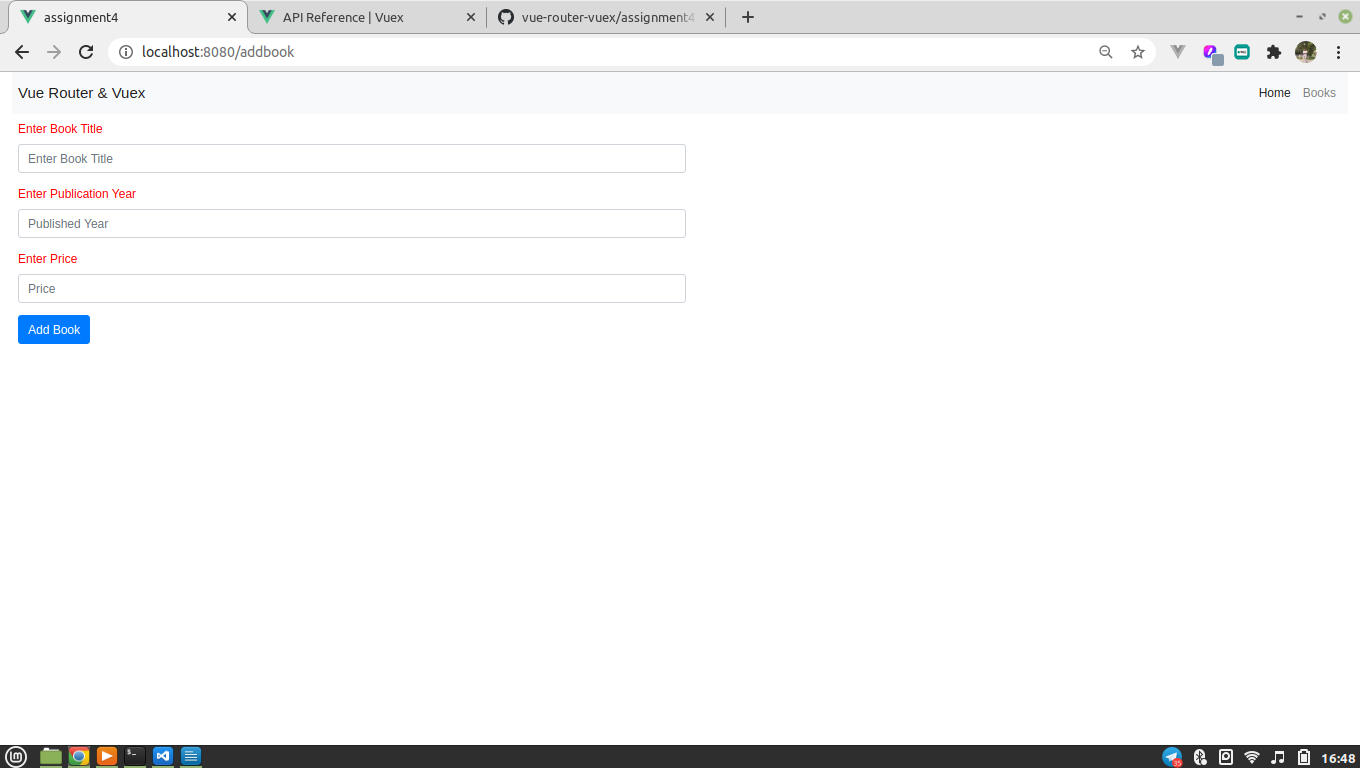 assignment4
API Reference | Vuex
vue-router-vuex/assignment4
localhost:8080/addbook
Vue Router & Vuex
Home
Books
Enter Book Title
Enter Book Title
Enter Publication Year
Published Year
Enter Price
Price
Add Book
35
16:48